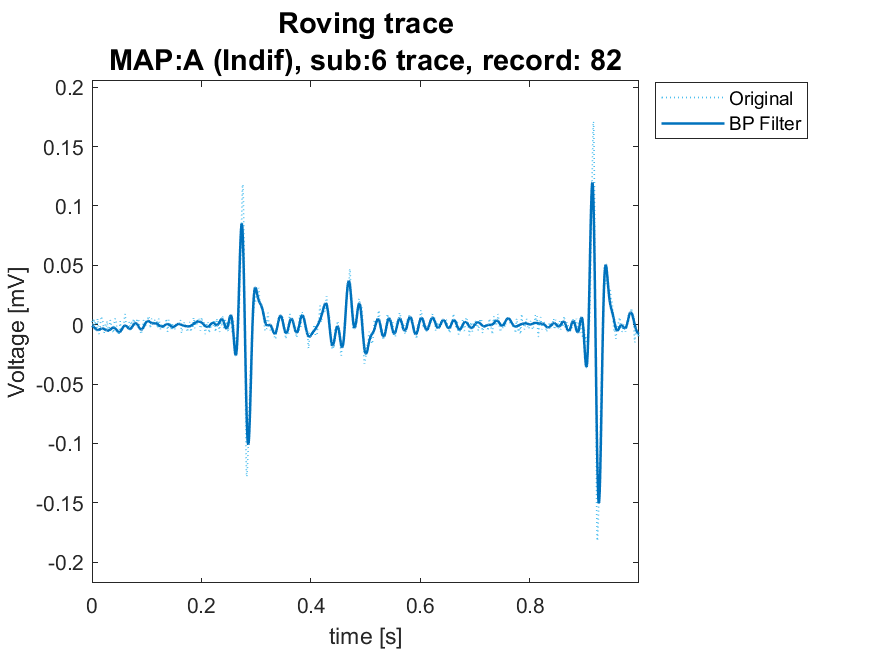 Roving trace
MAP:A (Indif), sub:6 trace, record: 82
Original
BP Filter
0.2
0.15
0.1
0.05
0
-0.05
-0.1
-0.15
-0.2
Voltage [mV]
0
0.2
0.4
0.6
0.8
time [s]